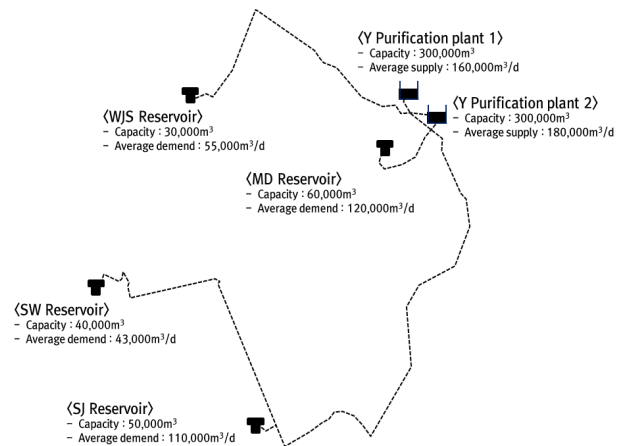 〈Y Purification plant 1〉
- Capacity : 300,000m³
- Average supply : 160,000m³/d
〈Y Purification plant 2〉
- Capacity : 300,000m³
- Average supply : 180,000m³/d
〈WJS Reservoir〉
- Capacity : 30,000m³
- Average demend : 55,000m³/d
〈MD Reservoir〉
- Capacity : 60,000m³
- Average demend : 120,000m³/d
〈SW Reservoir〉
- Capacity : 40,000m³
- Average demend : 43,000m³/d
〈SJ Reservoir〉
- Capacity : 50,000m³
- Average demend : 110,000m³/d